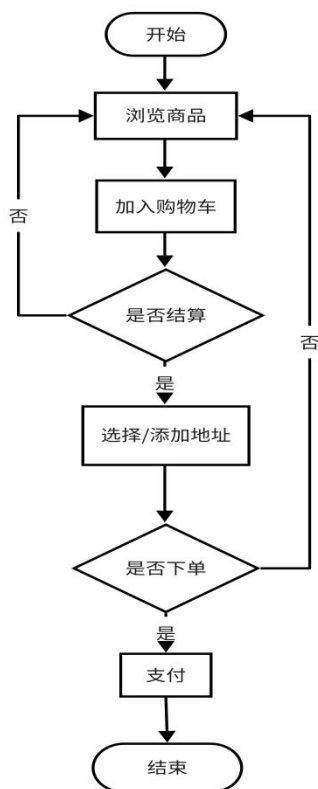 开始
浏览商品
加入购物车
否
是否结算
否
是
选择/添加地址
是否下单
是
支付
结束